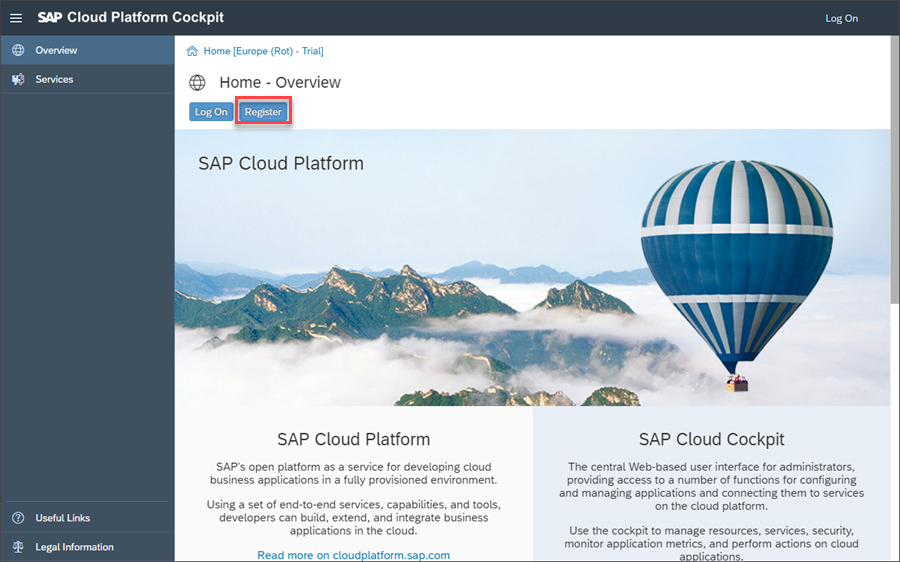 SAP Cloud Platform Cockpit
Log On
Overview
Services
Home [Europe (Rot) - Trial]
Home - Overview
Log On
Register
SAP Cloud Platform
SAP Cloud Platform
SAP's open platform as a service for developing cloud
business applications in a fully provisioned environment.
Using a set of end-to-end services, capabilities, and tools,
developers can build, extend, and integrate business
applications in the cloud.
Read more on cloudplatform.sap.com
SAP Cloud Cockpit
The central Web-based user interface for administrators,
providing access to a number of functions for configuring
and managing applications and connecting them to services
on the cloud platform.
Use the cockpit to manage resources, services, security,
monitor application metrics, and perform actions on cloud
applications.
Useful Links
Legal Information